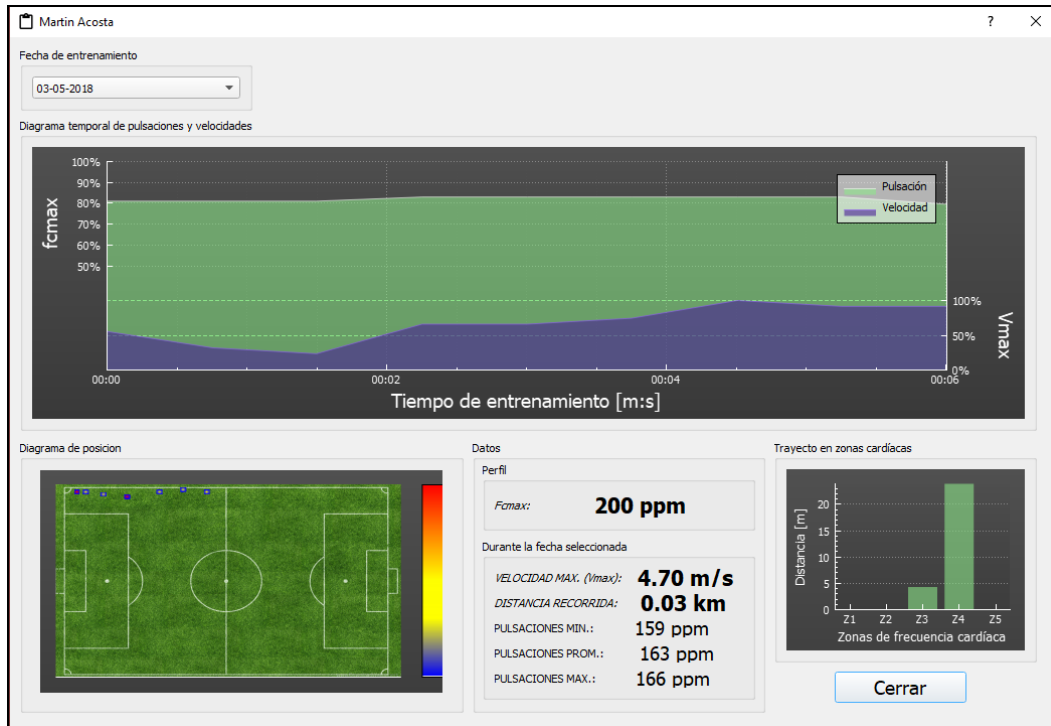 Martin Acosta
?
Fecha de entrenamiento
03-05-2018
Diagrama temporal de pulsaciones y velocidades
100%
90%
80%
70%
60%
50%
fcmax
Pulsación
Velocidad
100%
50%
0%
Vmax
00:00 00:02 00:04 00:06
Tiempo de entrenamiento [m:s]
Diagrama de posicion
Datos
Perfil
Fcmax: 200 ppm
Durante la fecha seleccionada
VELOCIDAD MAX. (Vmax): 4.70 m/s
DISTANCIA RECORRIDA: 0.03 km
PULSACIONES MIN.: 159 ppm
PULSACIONES PROM.: 163 ppm
PULSACIONES MAX.: 166 ppm
Trayecto en zonas cardíacas
20
15
10
5
0
Distancia [m]
Z1 Z2 Z3 Z4 Z5
Zonas de frecuencia cardíaca
Cerrar